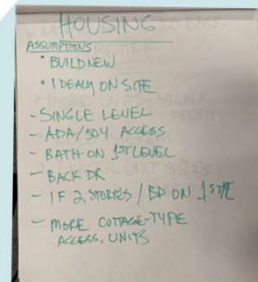 HOUSING
ASSUMPTIONS
• BUILD NEW
• IDEALLY ON SITE
- SINGLE LEVEL
- ADA/504 ACCESS
- BATH ON 1ST LEVEL
- BACK DR
- IF 2 STORIES / BD ON 1ST
- MORE COTTAGE-TYPE
ACCESS. UNITS